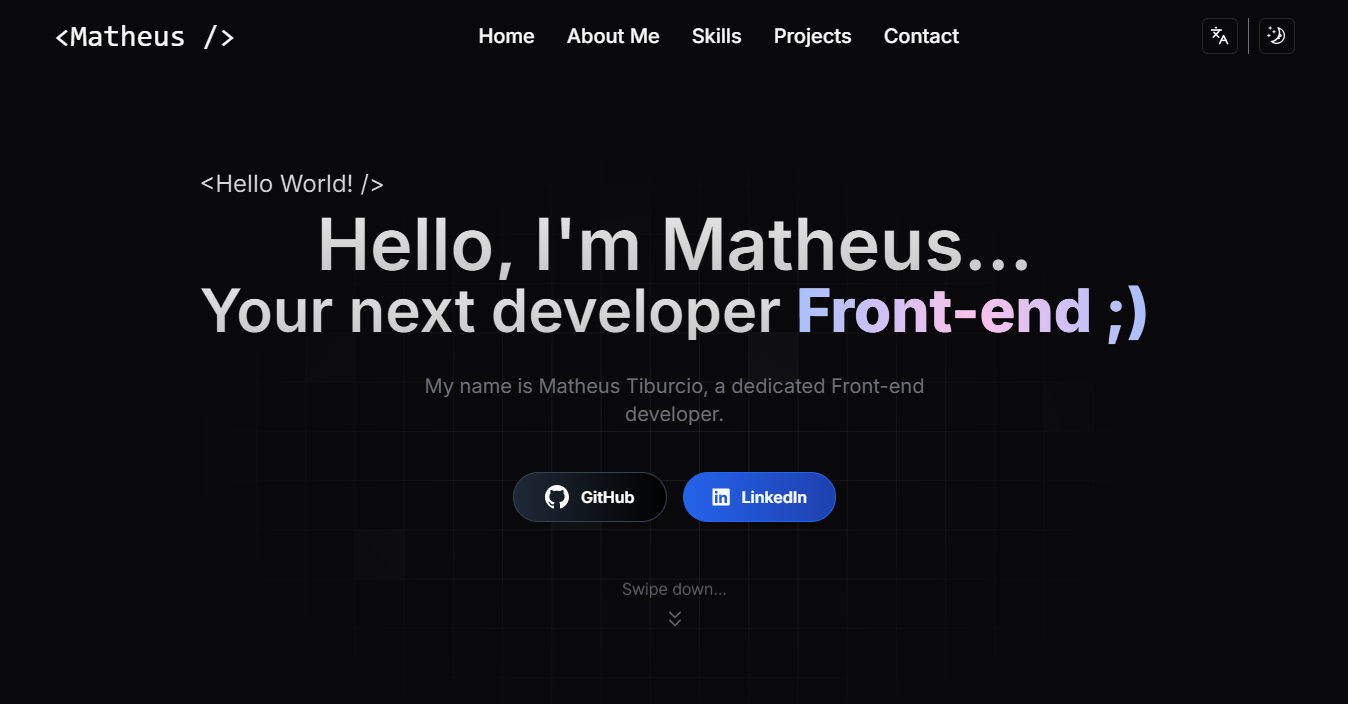 <Matheus />
Home About Me Skills Projects Contact
<Hello World! />
Hello, I'm Matheus...
Your next developer Front-end ;)
My name is Matheus Tiburcio, a dedicated Front-end
developer.
GitHub LinkedIn
Swipe down...